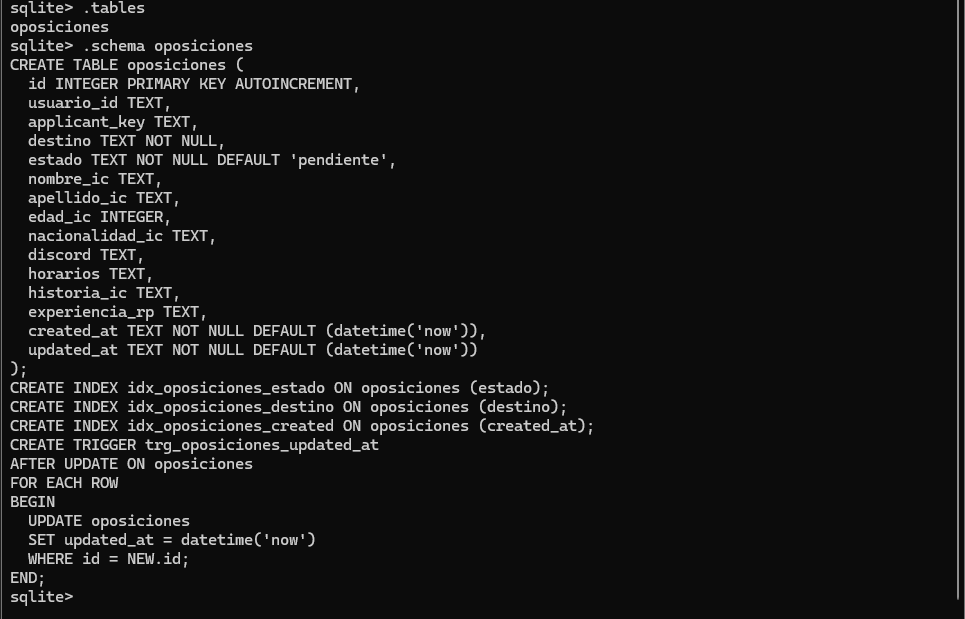 sqlite> .tables
oposiciones
sqlite> .schema oposiciones
CREATE TABLE oposiciones (
  id INTEGER PRIMARY KEY AUTOINCREMENT,
  usuario_id TEXT,
  applicant_key TEXT,
  destino TEXT NOT NULL,
  estado TEXT NOT NULL DEFAULT 'pendiente',
  nombre_ic TEXT,
  apellido_ic TEXT,
  edad_ic INTEGER,
  nacionalidad_ic TEXT,
  discord TEXT,
  horarios TEXT,
  historia_ic TEXT,
  experiencia_rp TEXT,
  created_at TEXT NOT NULL DEFAULT (datetime('now')),
  updated_at TEXT NOT NULL DEFAULT (datetime('now'))
);
CREATE INDEX idx_oposiciones_estado ON oposiciones (estado);
CREATE INDEX idx_oposiciones_destino ON oposiciones (destino);
CREATE INDEX idx_oposiciones_created ON oposiciones (created_at);
CREATE TRIGGER trg_oposiciones_updated_at
AFTER UPDATE ON oposiciones
FOR EACH ROW
BEGIN
  UPDATE oposiciones
  SET updated_at = datetime('now')
  WHERE id = NEW.id;
END;
sqlite>